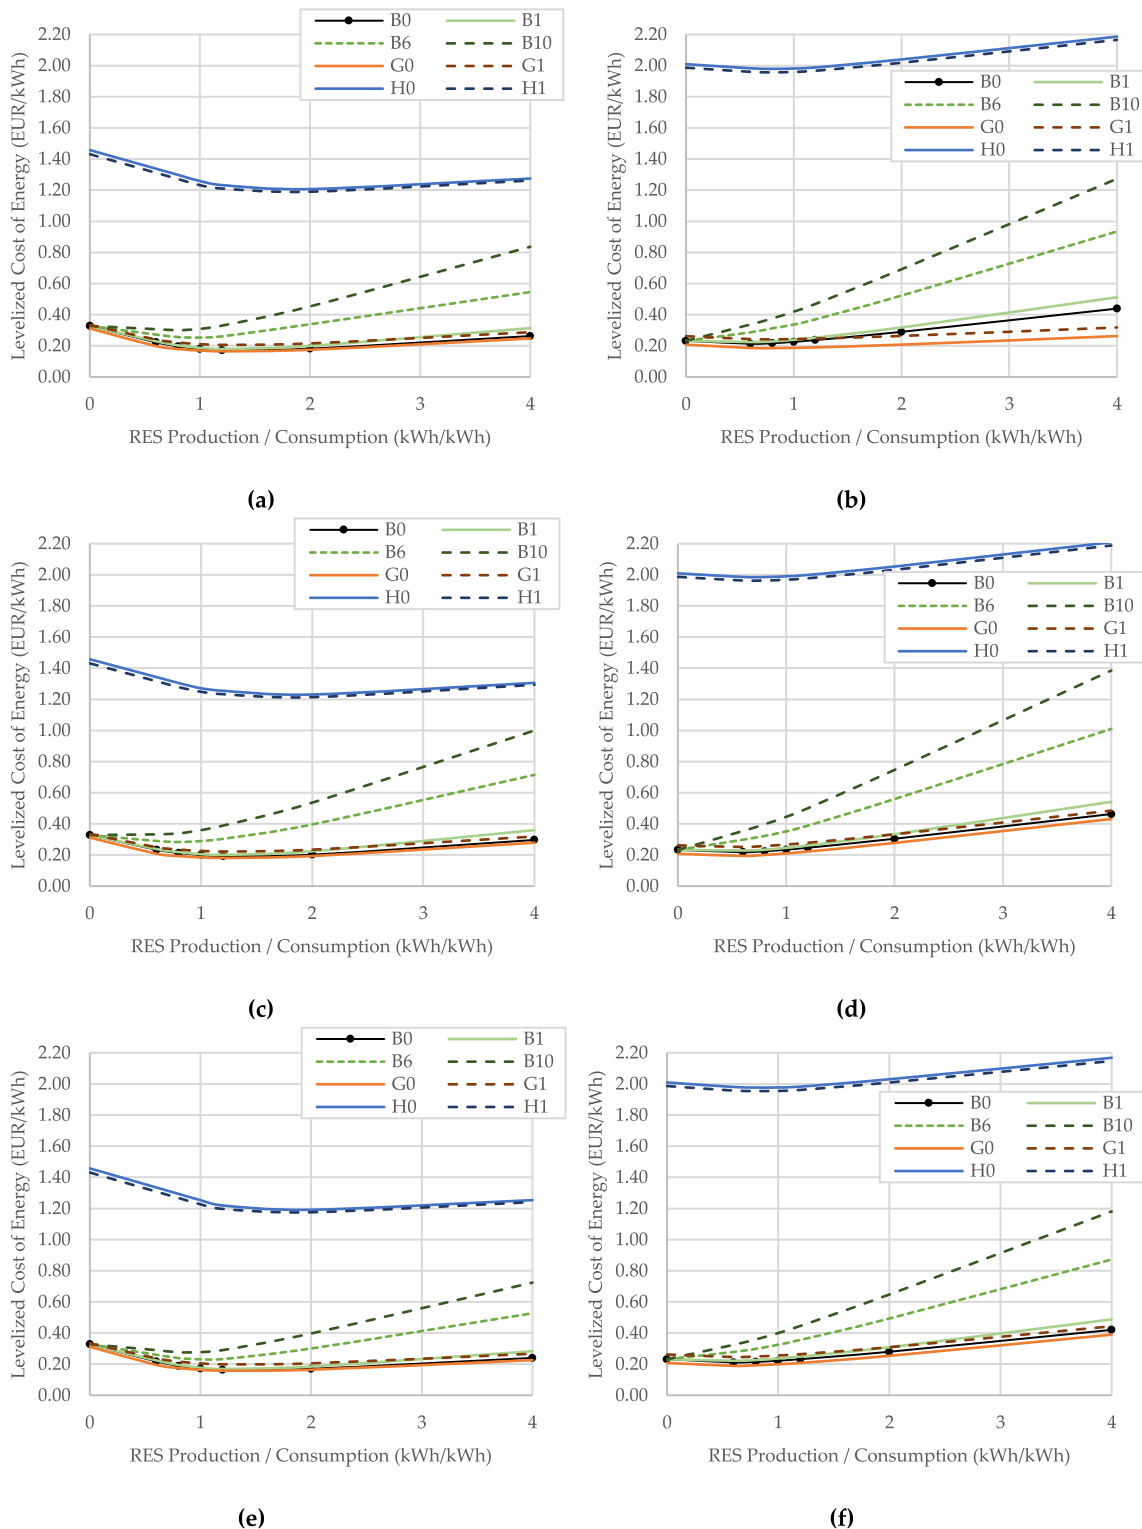 B0 B1
B6 B10
G0 G1
H0 H1
Levelized Cost of Energy (EUR/kWh)
2.20
2.00
1.80
1.60
1.40
1.20
1.00
0.80
0.60
0.40
0.20
0.00
0 1 2 3 4
RES Production / Consumption (kWh/kWh)
(a)
B0 B1
B6 B10
G0 G1
H0 H1
Levelized Cost of Energy (EUR/kWh)
2.20
2.00
1.80
1.60
1.40
1.20
1.00
0.80
0.60
0.40
0.20
0.00
0 1 2 3 4
RES Production / Consumption (kWh/kWh)
(b)
B0 B1
B6 B10
G0 G1
H0 H1
Levelized Cost of Energy (EUR/kWh)
2.20
2.00
1.80
1.60
1.40
1.20
1.00
0.80
0.60
0.40
0.20
0.00
0 1 2 3 4
RES Production / Consumption (kWh/kWh)
(c)
B0 B1
B6 B10
G0 G1
H0 H1
Levelized Cost of Energy (EUR/kWh)
2.20
2.00
1.80
1.60
1.40
1.20
1.00
0.80
0.60
0.40
0.20
0.00
0 1 2 3 4
RES Production / Consumption (kWh/kWh)
(d)
B0 B1
B6 B10
G0 G1
H0 H1
Levelized Cost of Energy (EUR/kWh)
2.20
2.00
1.80
1.60
1.40
1.20
1.00
0.80
0.60
0.40
0.20
0.00
0 1 2 3 4
RES Production / Consumption (kWh/kWh)
(e)
B0 B1
B6 B10
G0 G1
H0 H1
Levelized Cost of Energy (EUR/kWh)
2.20
2.00
1.80
1.60
1.40
1.20
1.00
0.80
0.60
0.40
0.20
0.00
0 1 2 3 4
RES Production / Consumption (kWh/kWh)
(f)